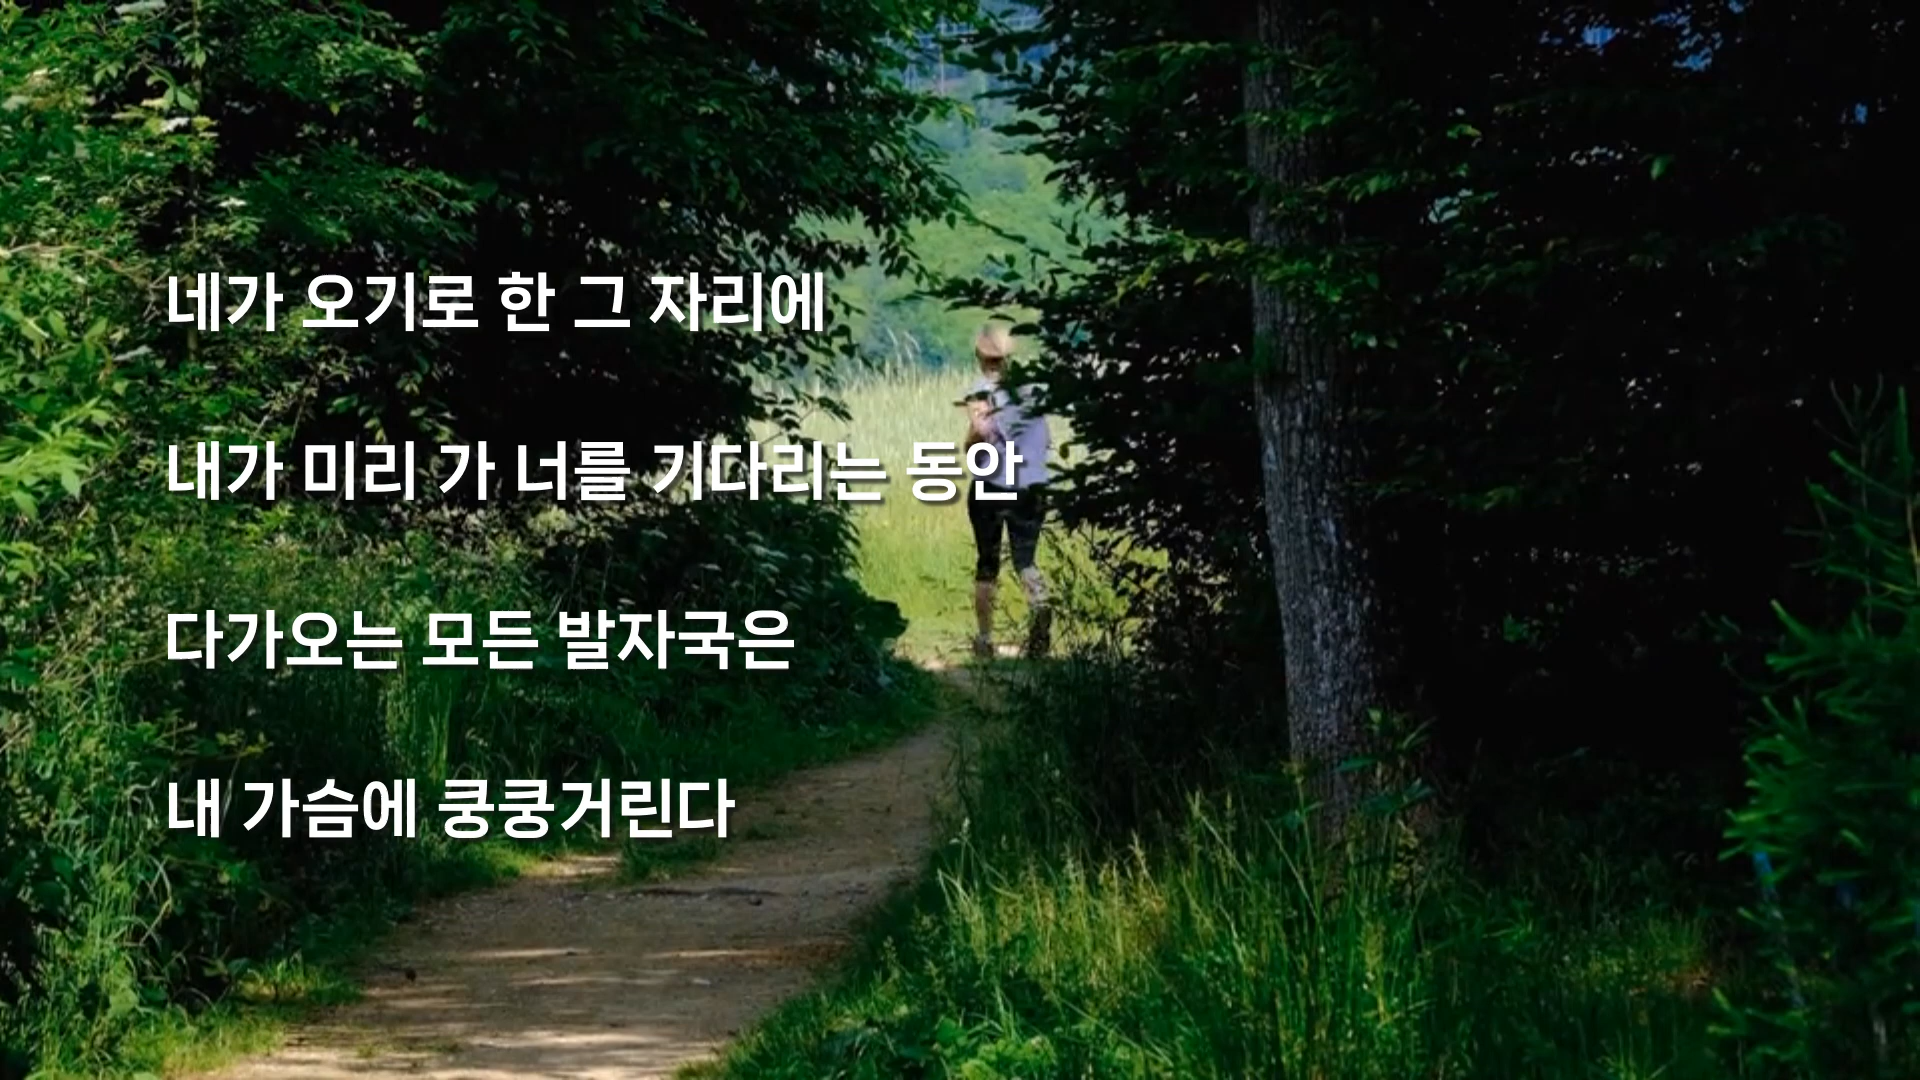 네가 오기로 한 그 자리에
내가 미리 가 너를 기다리는 동안
다가오는 모든 발자국은
내 가슴에 쿵쿵거린다